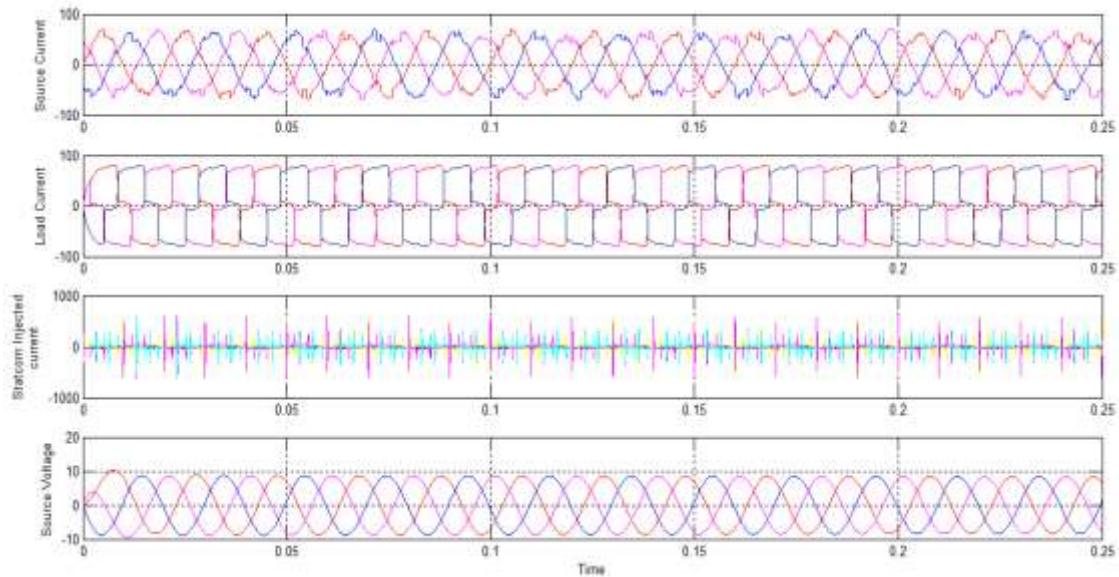 100
0
-100
Source Current
0 0.05 0.1 0.15 0.2 0.25
100
0
-100
Load Current
0 0.05 0.1 0.15 0.2 0.25
1000
0
-1000
Statcom Injected
current
0 0.05 0.1 0.15 0.2 0.25
20
10
0
-10
Source Voltage
0 0.05 0.1 0.15 0.2 0.25
Time